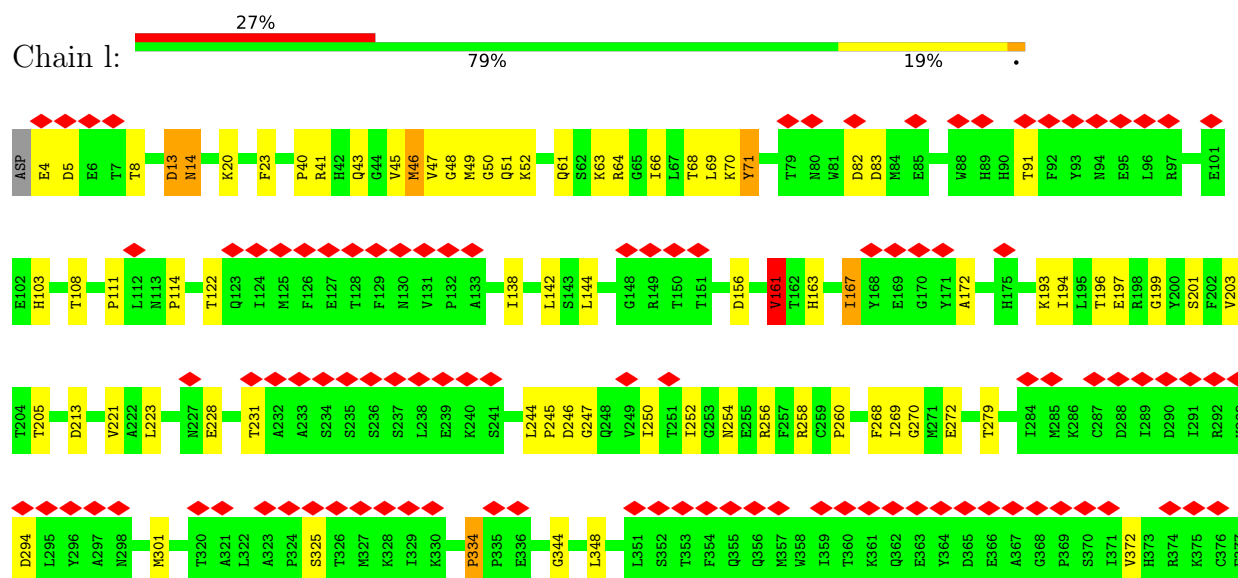 27%
Chain l:
79% 19% •
ASP E4 D5 E6 T7 T8 D13 N14 K20 F23 P40 R41 H42 Q43 G44 V45 M46 V47 G48 M49 G50 Q51 K52 Q61 S62 K63 R64 G65 I66 L67 T68 L69 K70 Y71 T79 N80 W81 D82 D83 M84 E85 W88 H89 H90 T91 F92 Y93 N94 E95 L96 R97 E101
E102 H103 T108 P111 L112 N113 P114 T122 Q123 I124 M125 F126 E127 T128 F129 N130 V131 P132 A133 I138 L142 S143 L144 G148 R149 T150 T151 D156 V161 T162 H163 I167 Y168 E169 G170 Y171 A172 H175 K193 I194 L195 T196 E197 R198 G199 Y200 S201 F202 V203
T204 T205 D213 V221 A222 L223 N227 E228 T231 A232 A233 S234 S235 S236 S237 L238 E239 K240 S241 L244 P245 D246 G247 Q248 V249 I250 T251 I252 G253 N254 E255 R256 F257 R258 C259 P260 F268 I269 G270 M271 E272 T279 I284 M285 K286 C287 D288 I289 D290 I291 R292
D294 L295 Y296 A297 N298 M301 T320 A321 L322 A323 P324 S325 T326 M327 K328 I329 K330 P334 P335 E336 G344 L348 L351 S352 T353 F354 Q355 Q356 M357 W358 I359 T360 K361 Q362 E363 Y364 D365 E366 A367 G368 P369 S370 I371 V372 H373 R374 K375 C376